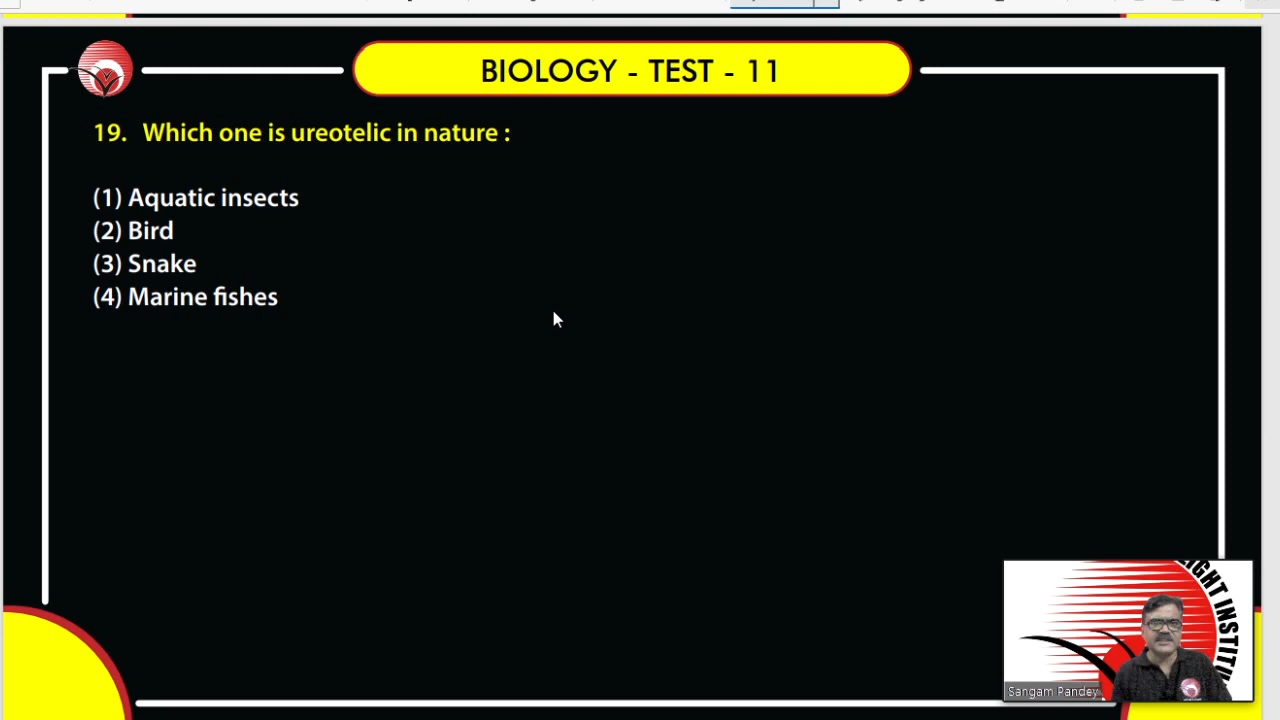 BIOLOGY - TEST - 11
19. Which one is ureotelic in nature :
(1) Aquatic insects
(2) Bird
(3) Snake
(4) Marine fishes
Sangam Pandey